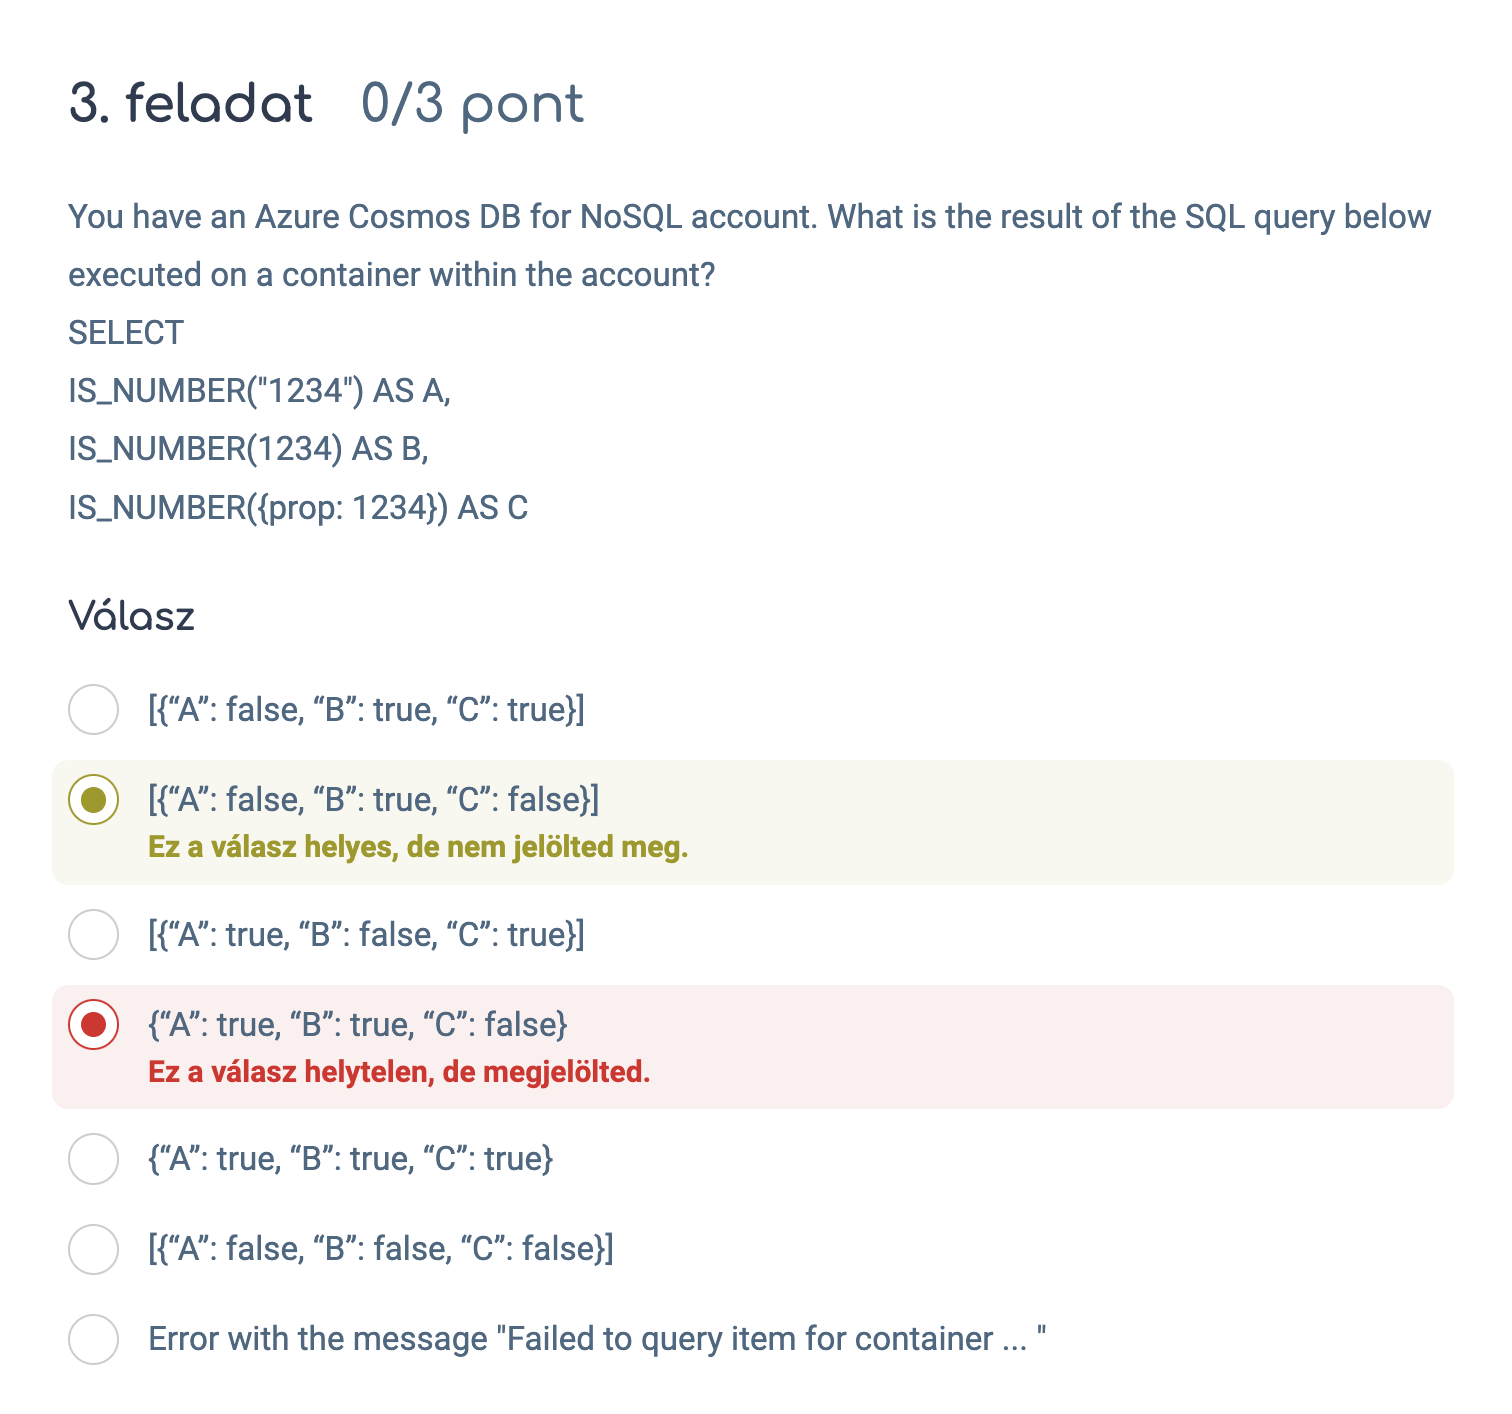 3. feladat 0/3 pont
You have an Azure Cosmos DB for NoSQL account. What is the result of the SQL query below
executed on a container within the account?
SELECT
IS_NUMBER("1234") AS A,
IS_NUMBER(1234) AS B,
IS_NUMBER({prop: 1234}) AS C
Válasz
[{“A”: false, “B”: true, “C”: true}]
[{“A”: false, “B”: true, “C”: false}]
Ez a válasz helyes, de nem jelölted meg.
[{“A”: true, “B”: false, “C”: true}]
{“A”: true, “B”: true, “C”: false}
Ez a válasz helytelen, de megjelölted.
{“A”: true, “B”: true, “C”: true}
[{“A”: false, “B”: false, “C”: false}]
Error with the message "Failed to query item for container ... "